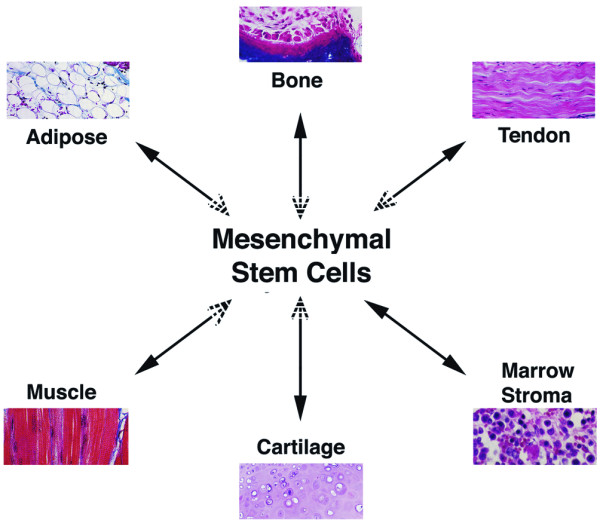 Bone
Adipose
Tendon
Mesenchymal
Stem Cells
Muscle
Marrow
Stroma
Cartilage